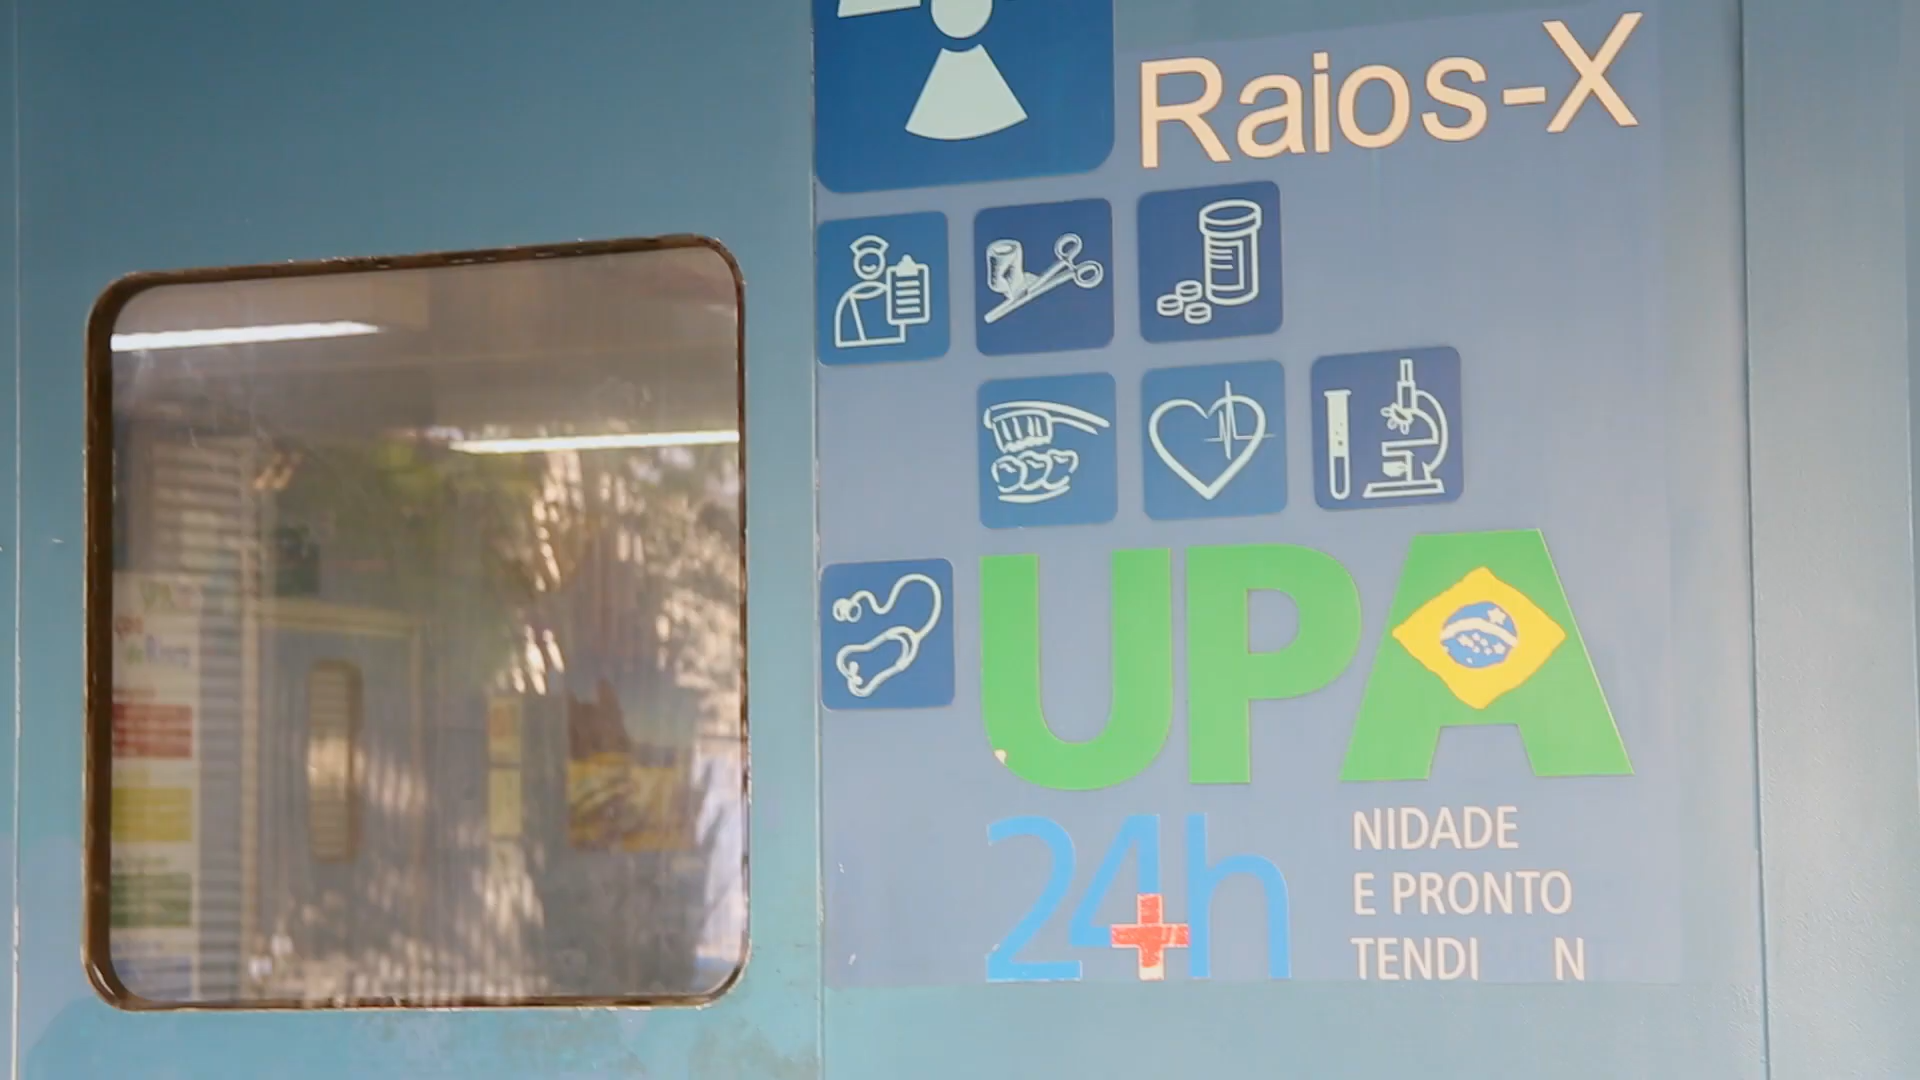 Raios-X
UPA
24h
NIDADE
E PRONTO
TENDI N